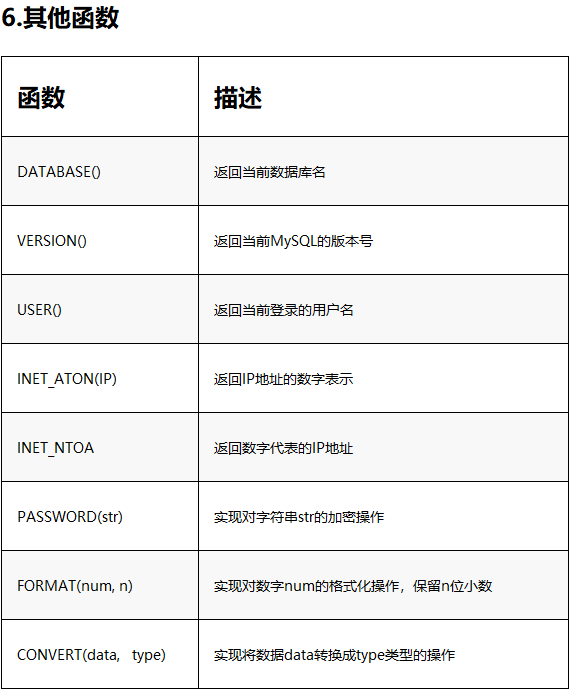 6.其他函数
函数 描述
DATABASE() 返回当前数据库名
VERSION() 返回当前MySQL的版本号
USER() 返回当前登录的用户名
INET_ATON(IP) 返回IP地址的数字表示
INET_NTOA 返回数字代表的IP地址
PASSWORD(str) 实现对字符串str的加密操作
FORMAT(num, n) 实现对数字num的格式化操作，保留n位小数
CONVERT(data, type) 实现将数据data转换成type类型的操作